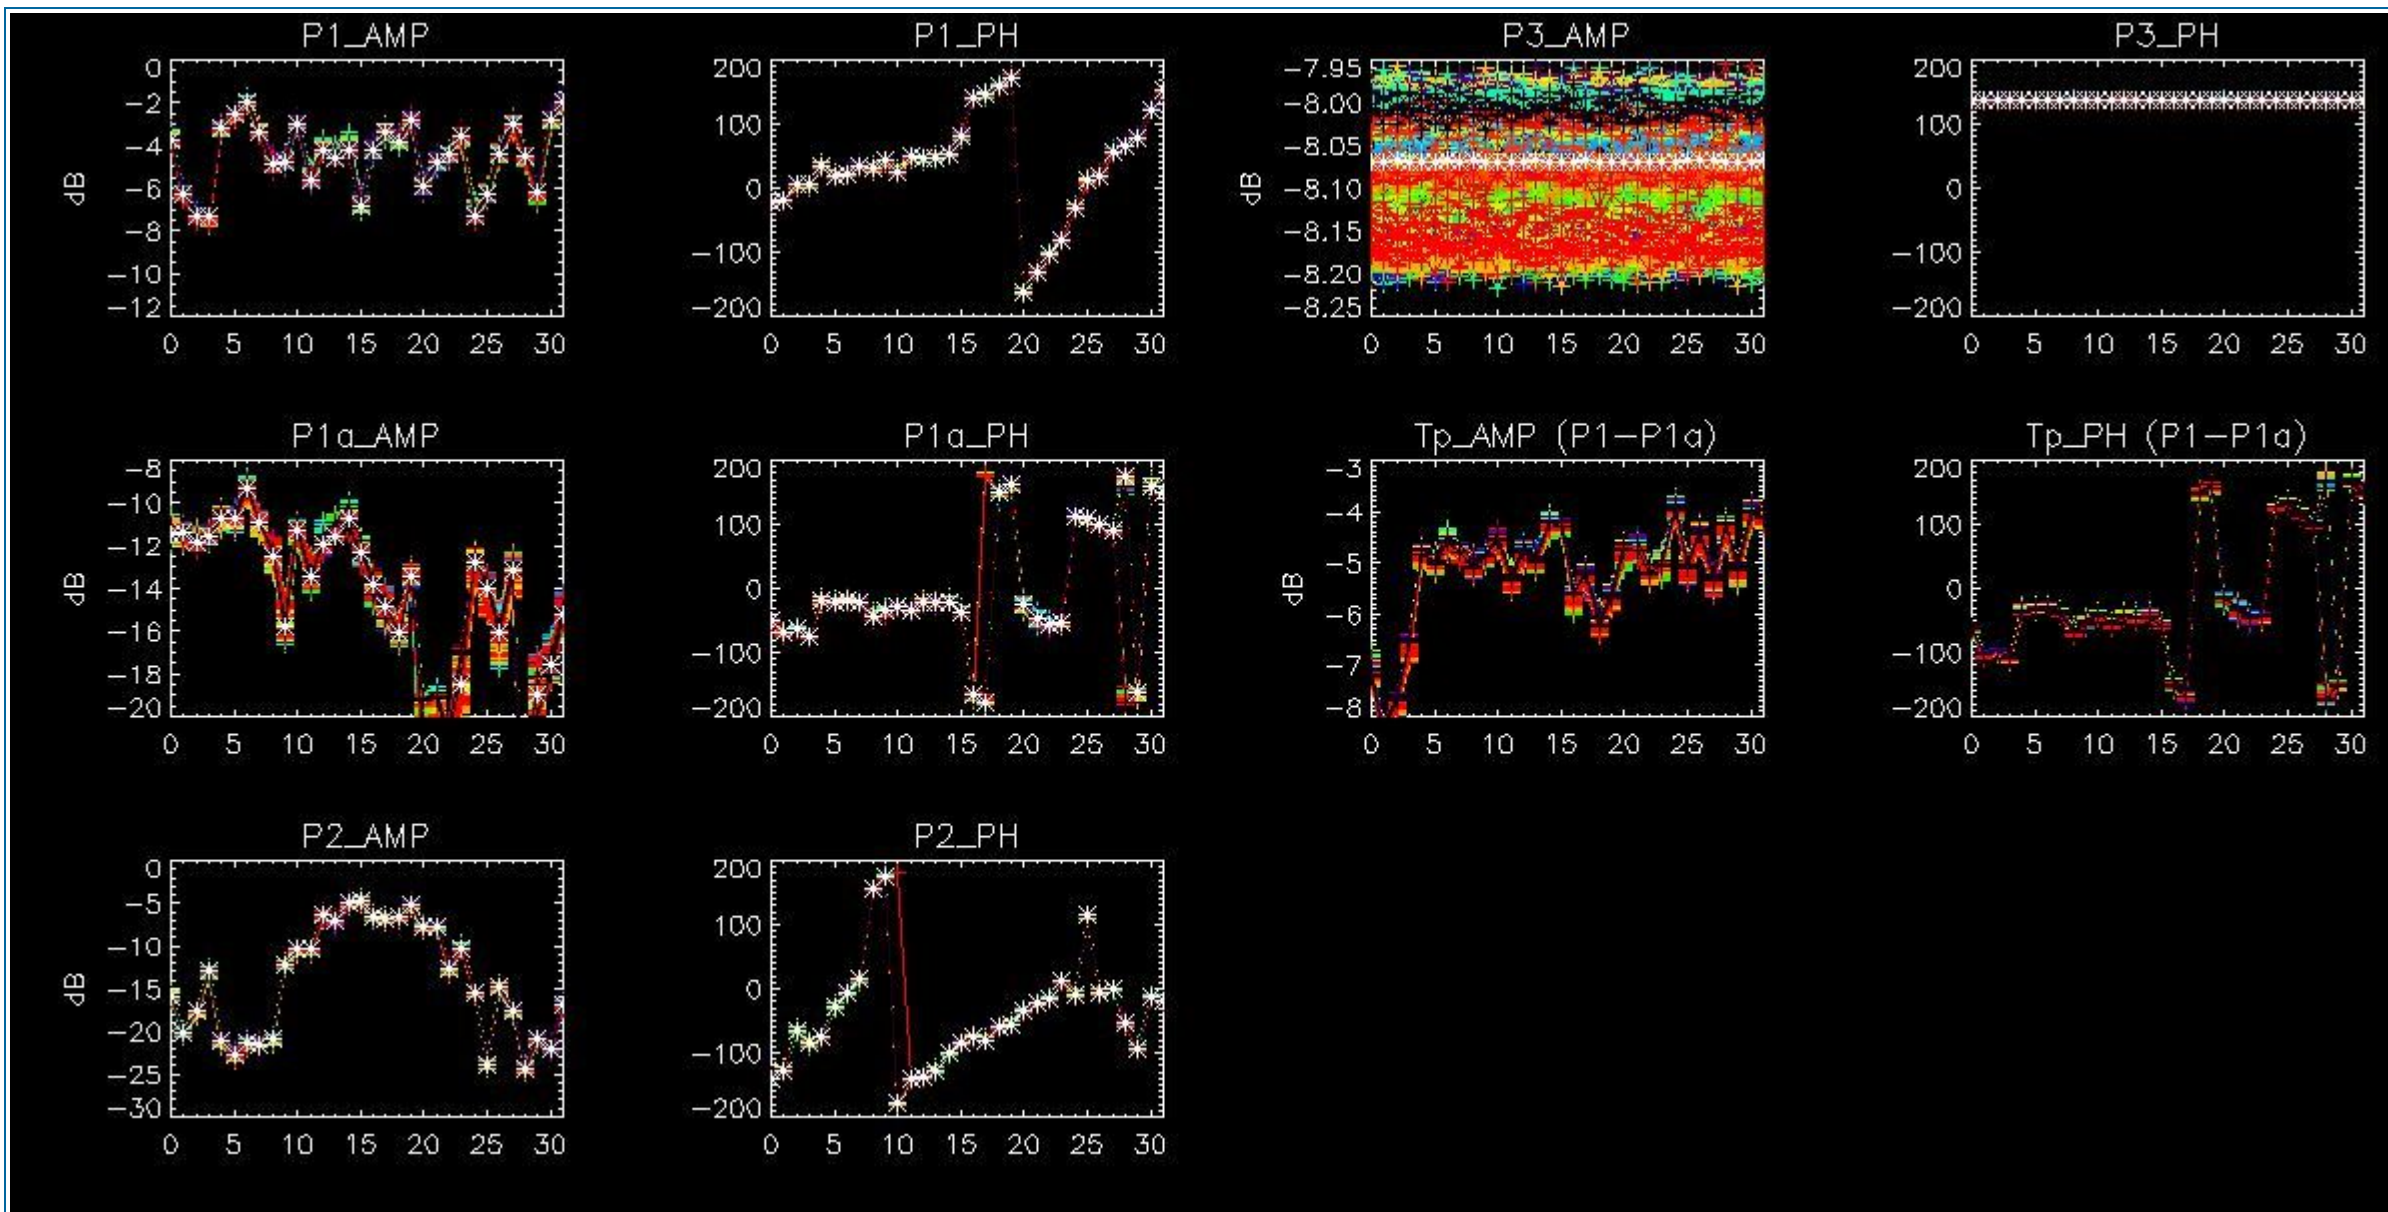 P1_AMP P1_PH P3_AMP P3_PH
0 200 -7.95 200
-2 100 -8.00 100
-4 0 -8.05 0
-6 -100 -8.10 -100
-8 -200 -8.15 -200
-10 -8.20
-12 -8.25
dB dB
0 5 10 15 20 25 30 0 5 10 15 20 25 30 0 5 10 15 20 25 30 0 5 10 15 20 25 30
P1a_AMP P1a_PH Tp_AMP (P1-P1a) Tp_PH (P1-P1a)
-8 200 -3 200
-10 100 -4 100
-12 0 -5 0
-14 -100 -6 -100
-16 -200 -7 -200
-18 -8
-20
dB dB
0 5 10 15 20 25 30 0 5 10 15 20 25 30 0 5 10 15 20 25 30 0 5 10 15 20 25 30
P2_AMP P2_PH
0 200
-5 100
-10 0
-15 -100
-20 -200
-25
-30
dB
0 5 10 15 20 25 30 0 5 10 15 20 25 30